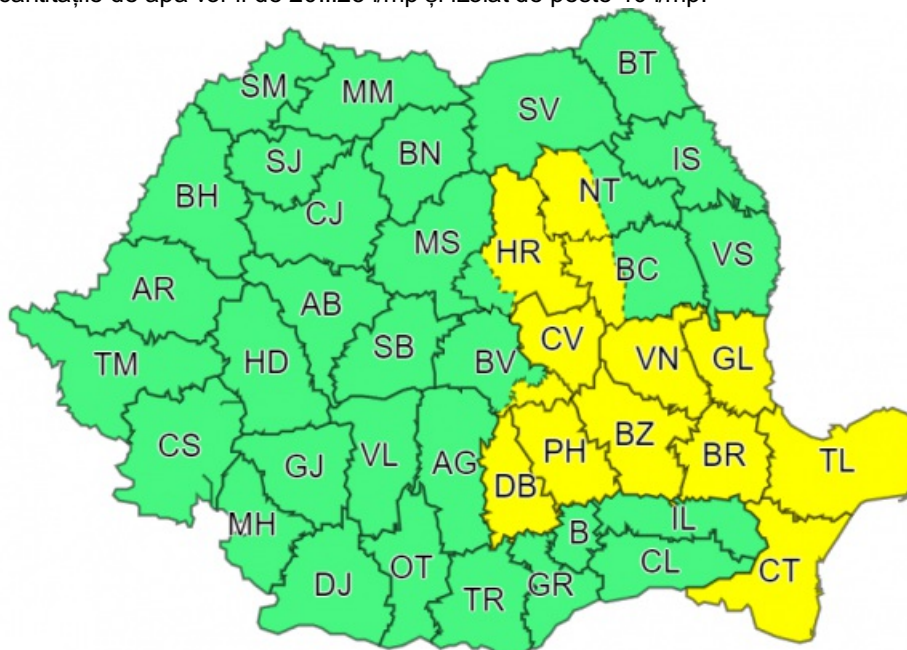 cantitățile de apă vor fi de 20...25 l/mp și izolat de peste 40 l/mp.
BT
SM
MM
SV
SJ
BN
IS
BH
CJ
NT
MS
HR
BC
VS
AR
AB
CV
TM
HD
SB
BV
VN
GL
CS
GJ
VL
AG
PH
BZ
BR
TL
DB
MH
B
IL
DJ
OT
TR
GR
CL
CT